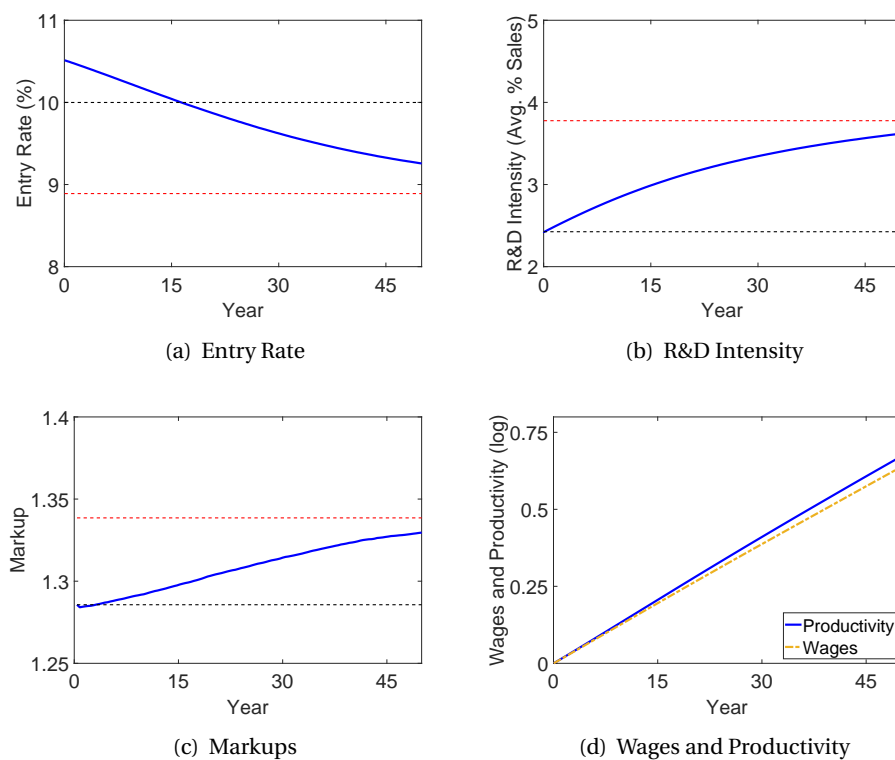 11
10
9
8
Entry Rate (%)
0 15 30 45
Year
(a) Entry Rate
5
4
3
2
R&D Intensity (Avg. % Sales)
0 15 30 45
Year
(b) R&D Intensity
1.4
1.35
1.3
1.25
Markup
0 15 30 45
Year
(c) Markups
0.75
0.5
0.25
0
Wages and Productivity (log)
Productivity
Wages
0 15 30 45
Year
(d) Wages and Productivity